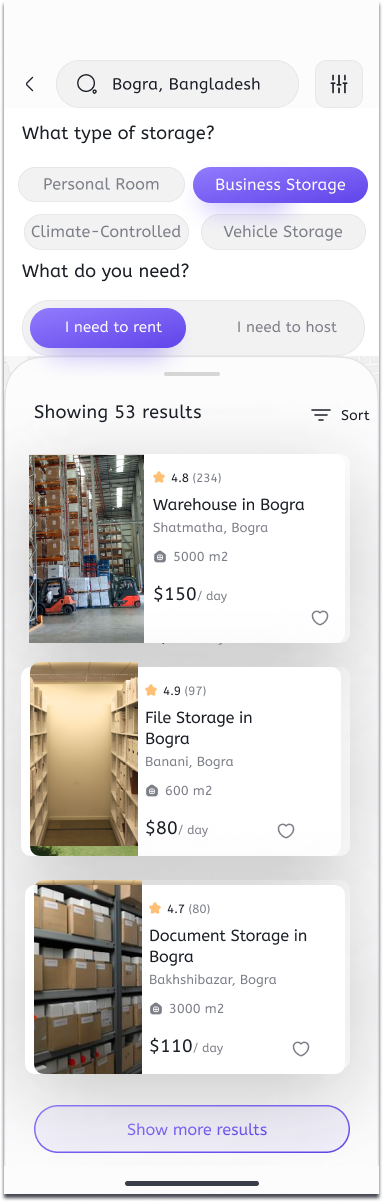 Bogra, Bangladesh
What type of storage?
Personal Room
Business Storage
Climate-Controlled
Vehicle Storage
What do you need?
I need to rent
I need to host
Showing 53 results
Sort
4.8 (234)
Warehouse in Bogra
Shatmatha, Bogra
5000 m2
$150/ day
4.9 (97)
File Storage in
Bogra
Banani, Bogra
600 m2
$80/ day
4.7 (80)
Document Storage in
Bogra
Bakhshibazar, Bogra
3000 m2
$110/ day
Show more results